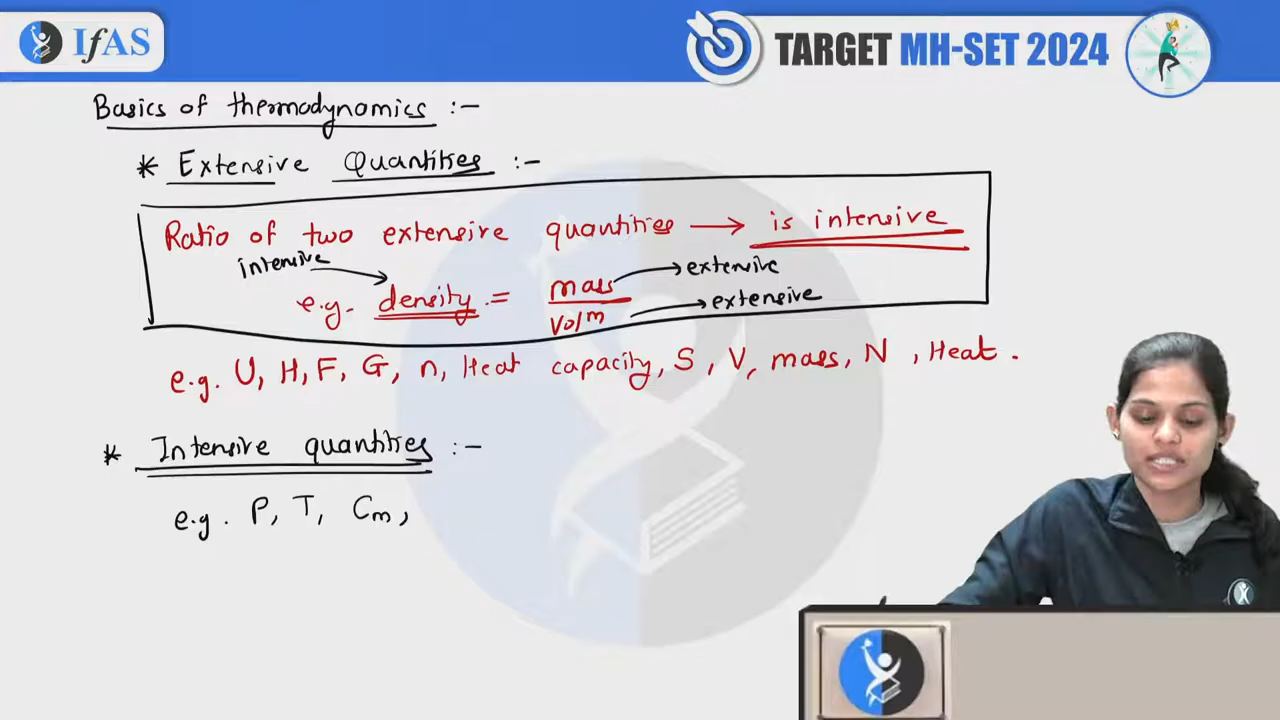 IfAS
TARGET MH-SET 2024
Basics of thermodynamics :-
* Extensive Quantities :-
Ratio of two extensive quantities → is intensive
intensive
e.g. density = mass → extensive
Volm → extensive
e.g. U, H, F, G, n, Heat capacity, S, V, mass, N, Heat.
* Intensive quantities :-
e.g. P, T, Cm,